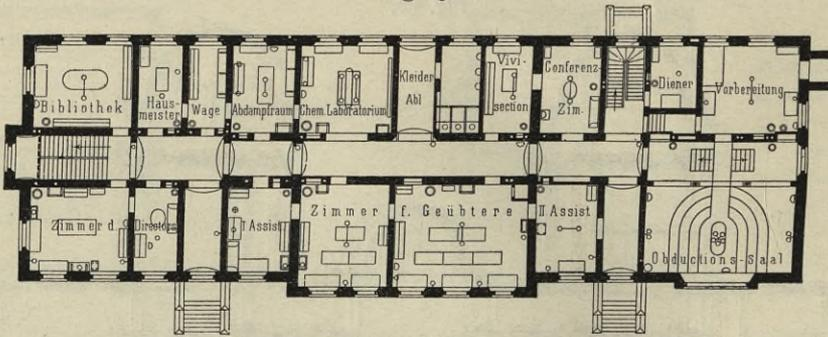 Bibliothek
Haus-
meister
Wage
Abdampfraum
Chem. Laboratorium
Kleider
Abl
Vivi-
section
Conferenz-
Zim.
Diener
Vorbereitung
Zimmer d. Directors
I Assist
Zimmer f. Geübtere
II Assist
Obductions-Saal